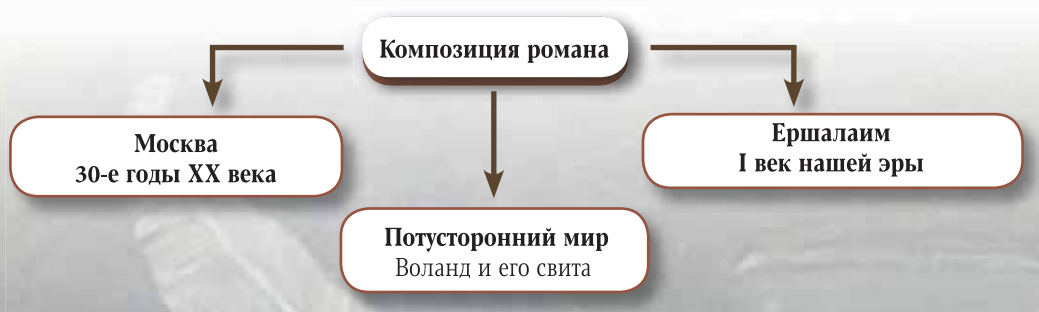 Композиция романа
Москва
30-е годы XX века
Ершалаим
I век нашей эры
Потусторонний мир
Воланд и его свита